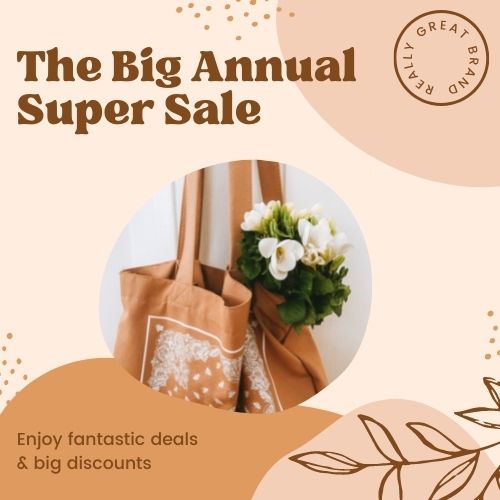 The Big Annual
Super Sale
REALLY GREAT BRAND
Enjoy fantastic deals
& big discounts